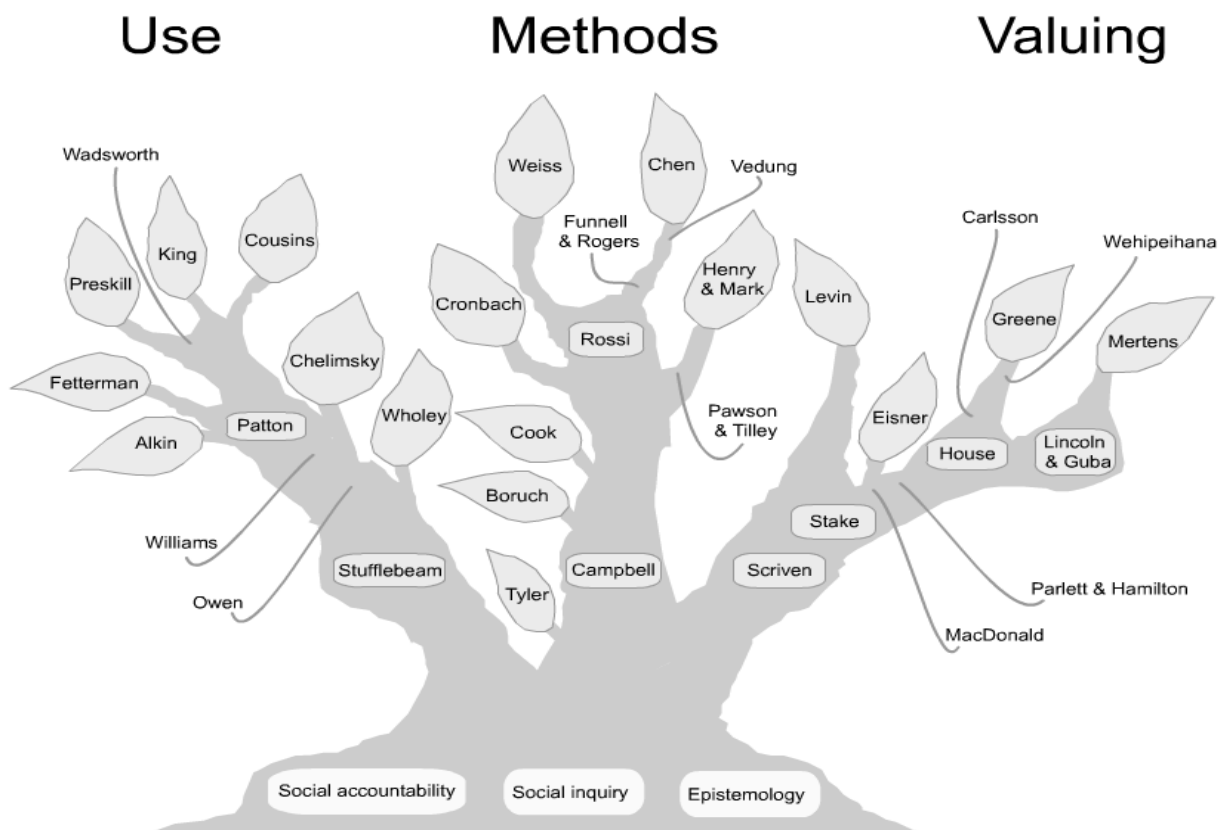 Use
Methods
Valuing
Wadsworth
Weiss
Chen
Vedung
Funnell
& Rogers
Carlsson
Wehipeihana
King
Cousins
Preskill
Cronbach
Henry
& Mark
Levin
Greene
Mertens
Rossi
Chelimsky
Fetterman
Wholey
Patton
Alkin
Cook
Pawson
& Tilley
Eisner
House
Lincoln
& Guba
Boruch
Stake
Williams
Stufflebeam
Campbell
Scriven
Tyler
Owen
Parlett & Hamilton
MacDonald
Social accountability
Social inquiry
Epistemology